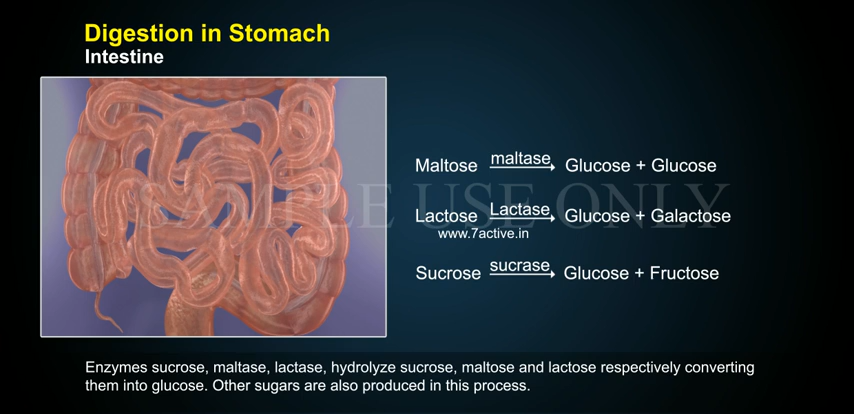 Digestion in Stomach
Intestine
Maltose maltase Glucose + Glucose
SAMPLE USE ONLY
Lactose Lactase Glucose + Galactose
www.7active.in
Sucrose sucrase Glucose + Fructose
Enzymes sucrose, maltase, lactase, hydrolyze sucrose, maltose and lactose respectively converting
them into glucose. Other sugars are also produced in this process.